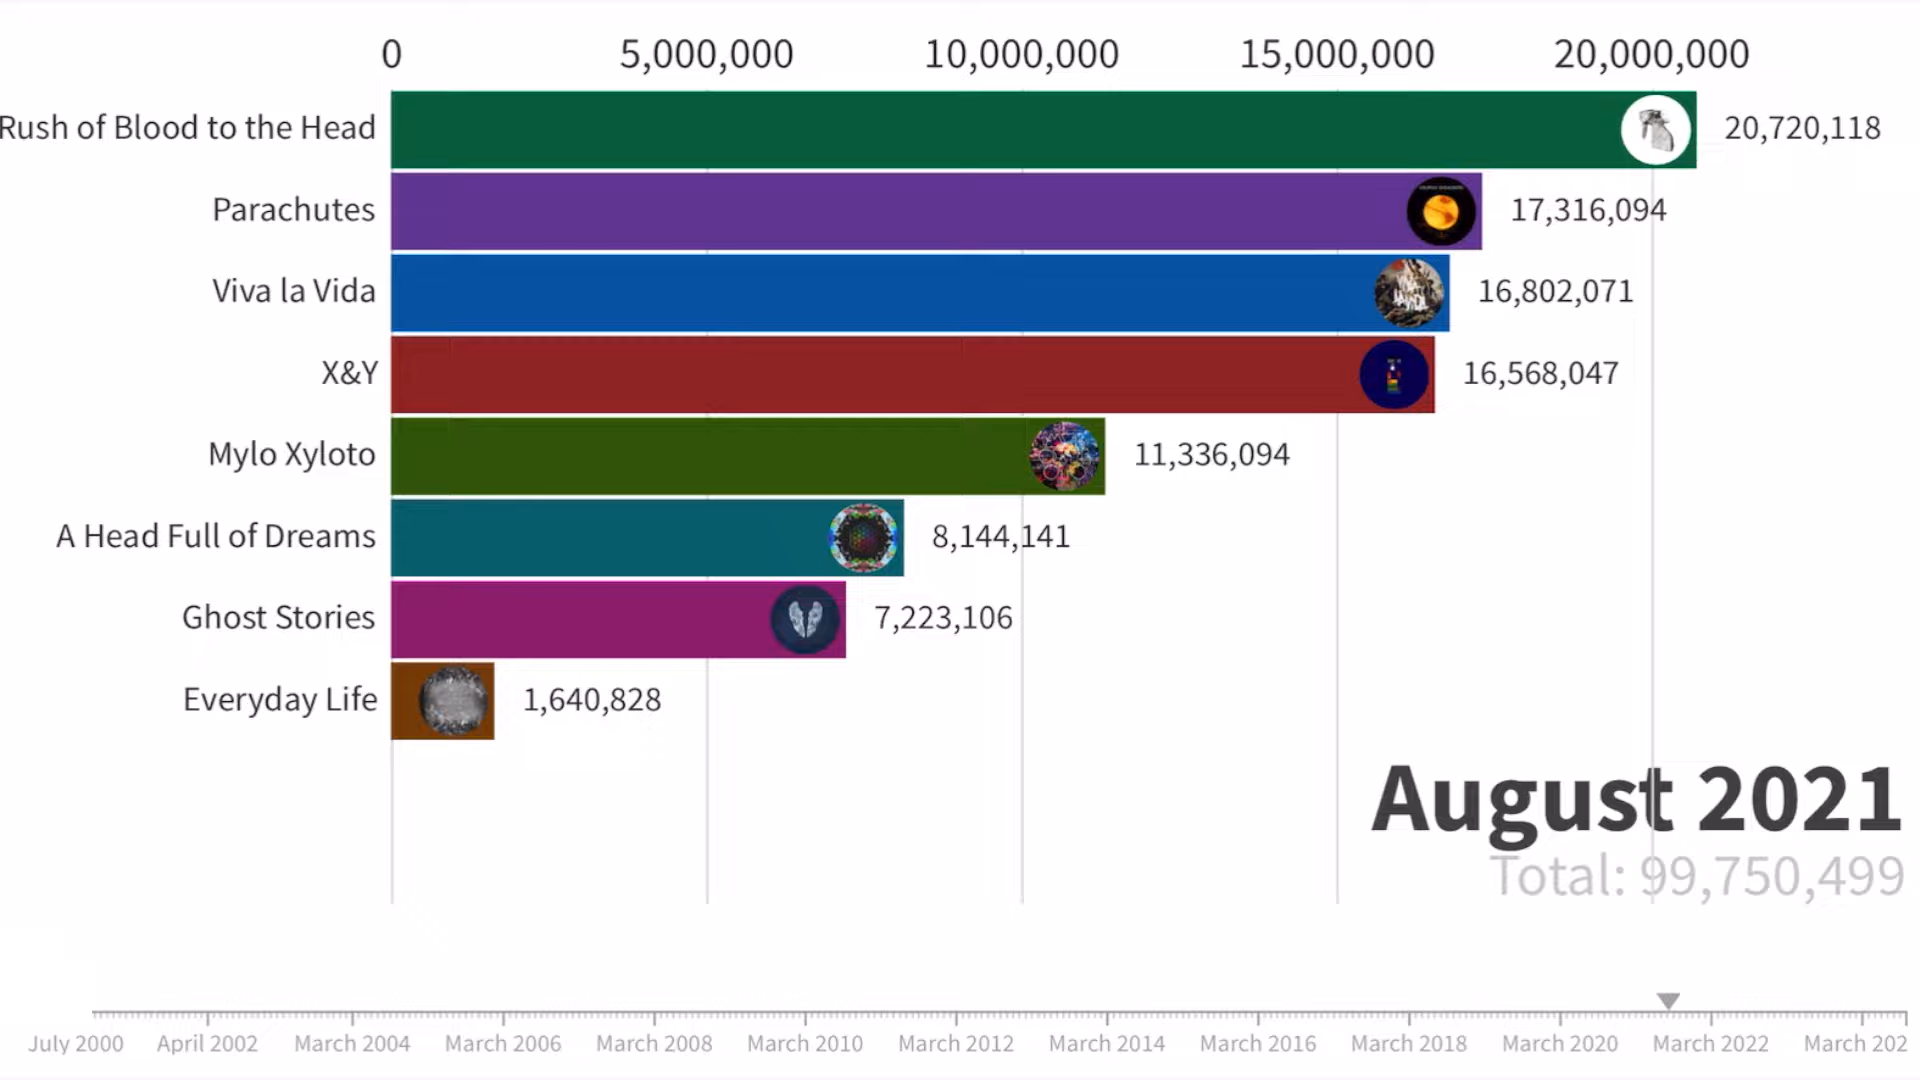 0 5,000,000 10,000,000 15,000,000 20,000,000
Rush of Blood to the Head 20,720,118
Parachutes 17,316,094
Viva la Vida 16,802,071
X&Y 16,568,047
Mylo Xyloto 11,336,094
A Head Full of Dreams 8,144,141
Ghost Stories 7,223,106
Everyday Life 1,640,828
August 2021
Total: 99,750,499
July 2000 April 2002 March 2004 March 2006 March 2008 March 2010 March 2012 March 2014 March 2016 March 2018 March 2020 March 2022 March 202